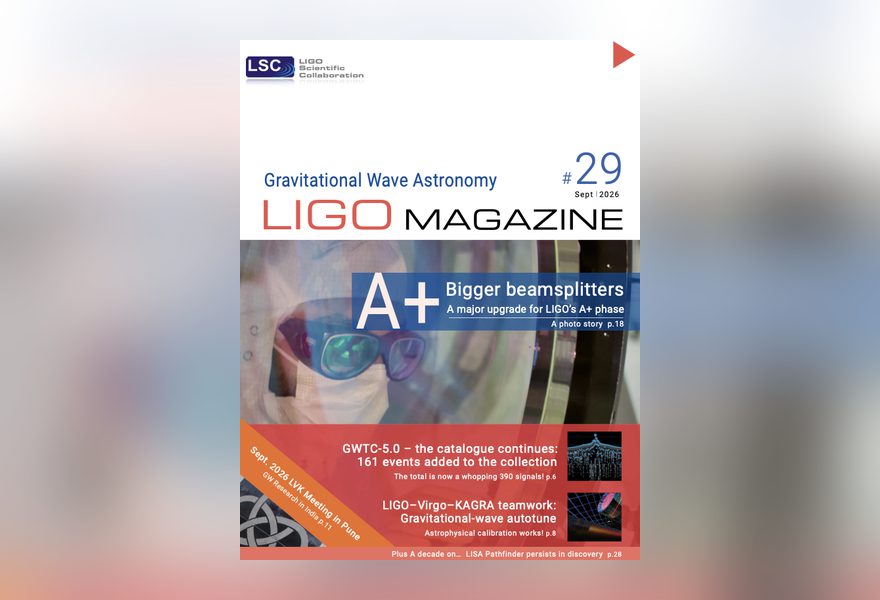 LSC LIGO
Scientific
Collaboration
#29
Sept | 2026
Gravitational Wave Astronomy
LIGO MAGAZINE
A+
Bigger beamsplitters
A major upgrade for LIGO's A+ phase
A photo story p.18
GWTC-5.0 – the catalogue continues:
161 events added to the collection
The total is now a whopping 390 signals! p.6
Sept. 2026 LVK Meeting in Pune
GW Research in India p.11
LIGO–Virgo–KAGRA teamwork:
Gravitational-wave autotune
Astrophysical calibration works! p.8
Plus A decade on... LISA Pathfinder persists in discovery p.28